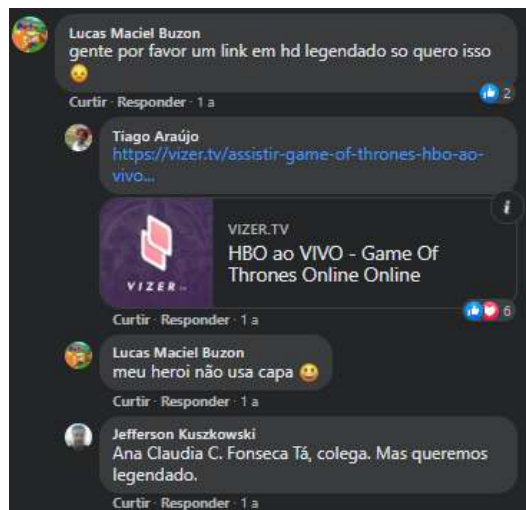 Lucas Maciel Buzon
gente por favor um link em hd legendado so quero isso
😟
2
Curtir · Responder · 1 a
Tiago Araújo
https://vizer.tv/assistir-game-of-thrones-hbo-ao-
vivo...
i
VIZER
VIZER.TV
HBO ao VIVO - Game Of
Thrones Online Online
6
Curtir · Responder · 1 a
Lucas Maciel Buzon
meu heroi não usa capa 😀
Curtir · Responder · 1 a
Jefferson Kuszkowski
Ana Claudia C. Fonseca Tá, colega. Mas queremos
legendado.
Curtir · Responder · 1 a